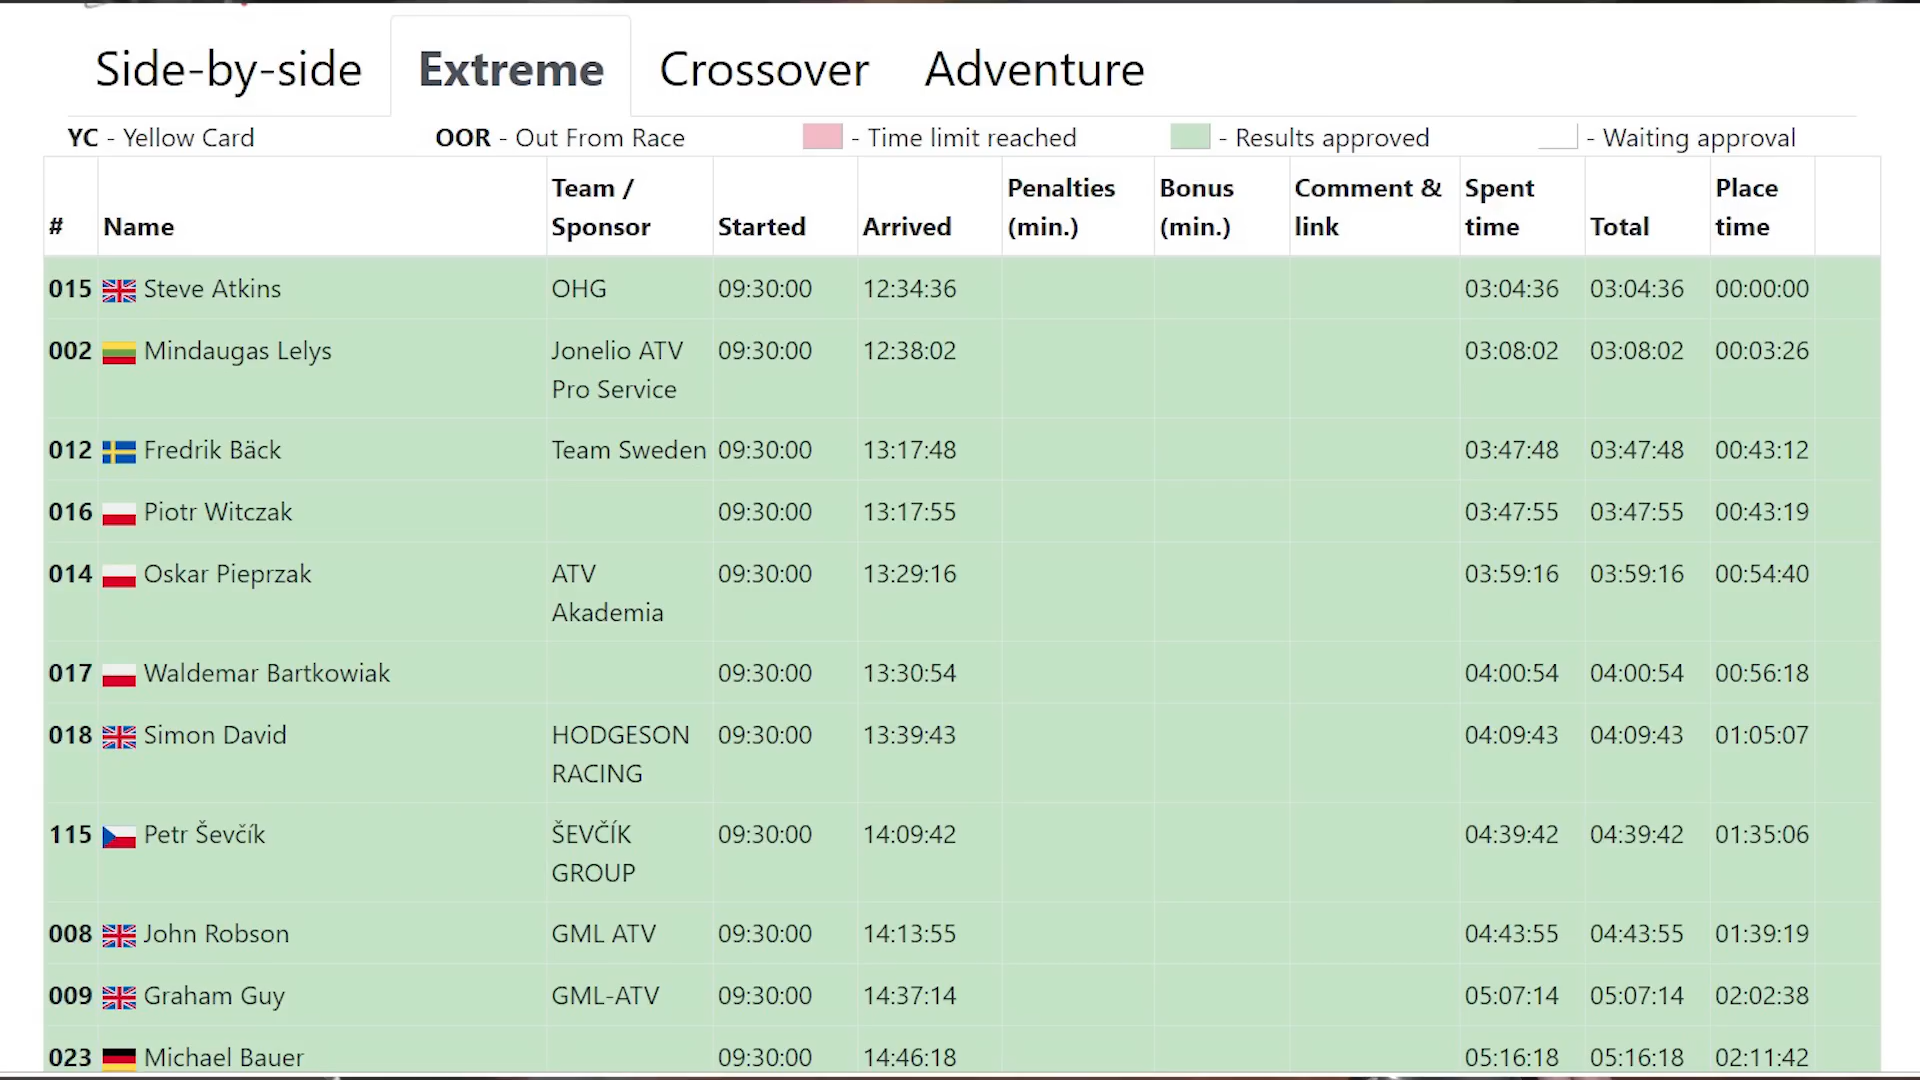 Side-by-side Extreme Crossover Adventure
YC - Yellow Card OOR - Out From Race - Time limit reached - Results approved - Waiting approval
# Name Team / Sponsor Started Arrived Penalties (min.) Bonus (min.) Comment & link Spent time Total Place time
015 Steve Atkins OHG 09:30:00 12:34:36 03:04:36 03:04:36 00:00:00
002 Mindaugas Lelys Jonelio ATV Pro Service 09:30:00 12:38:02 03:08:02 03:08:02 00:03:26
012 Fredrik Bäck Team Sweden 09:30:00 13:17:48 03:47:48 03:47:48 00:43:12
016 Piotr Witczak 09:30:00 13:17:55 03:47:55 03:47:55 00:43:19
014 Oskar Pieprzak ATV Akademia 09:30:00 13:29:16 03:59:16 03:59:16 00:54:40
017 Waldemar Bartkowiak 09:30:00 13:30:54 04:00:54 04:00:54 00:56:18
018 Simon David HODGESON RACING 09:30:00 13:39:43 04:09:43 04:09:43 01:05:07
115 Petr Ševčík ŠEVČÍK GROUP 09:30:00 14:09:42 04:39:42 04:39:42 01:35:06
008 John Robson GML ATV 09:30:00 14:13:55 04:43:55 04:43:55 01:39:19
009 Graham Guy GML-ATV 09:30:00 14:37:14 05:07:14 05:07:14 02:02:38
023 Michael Bauer 09:30:00 14:46:18 05:16:18 05:16:18 02:11:42